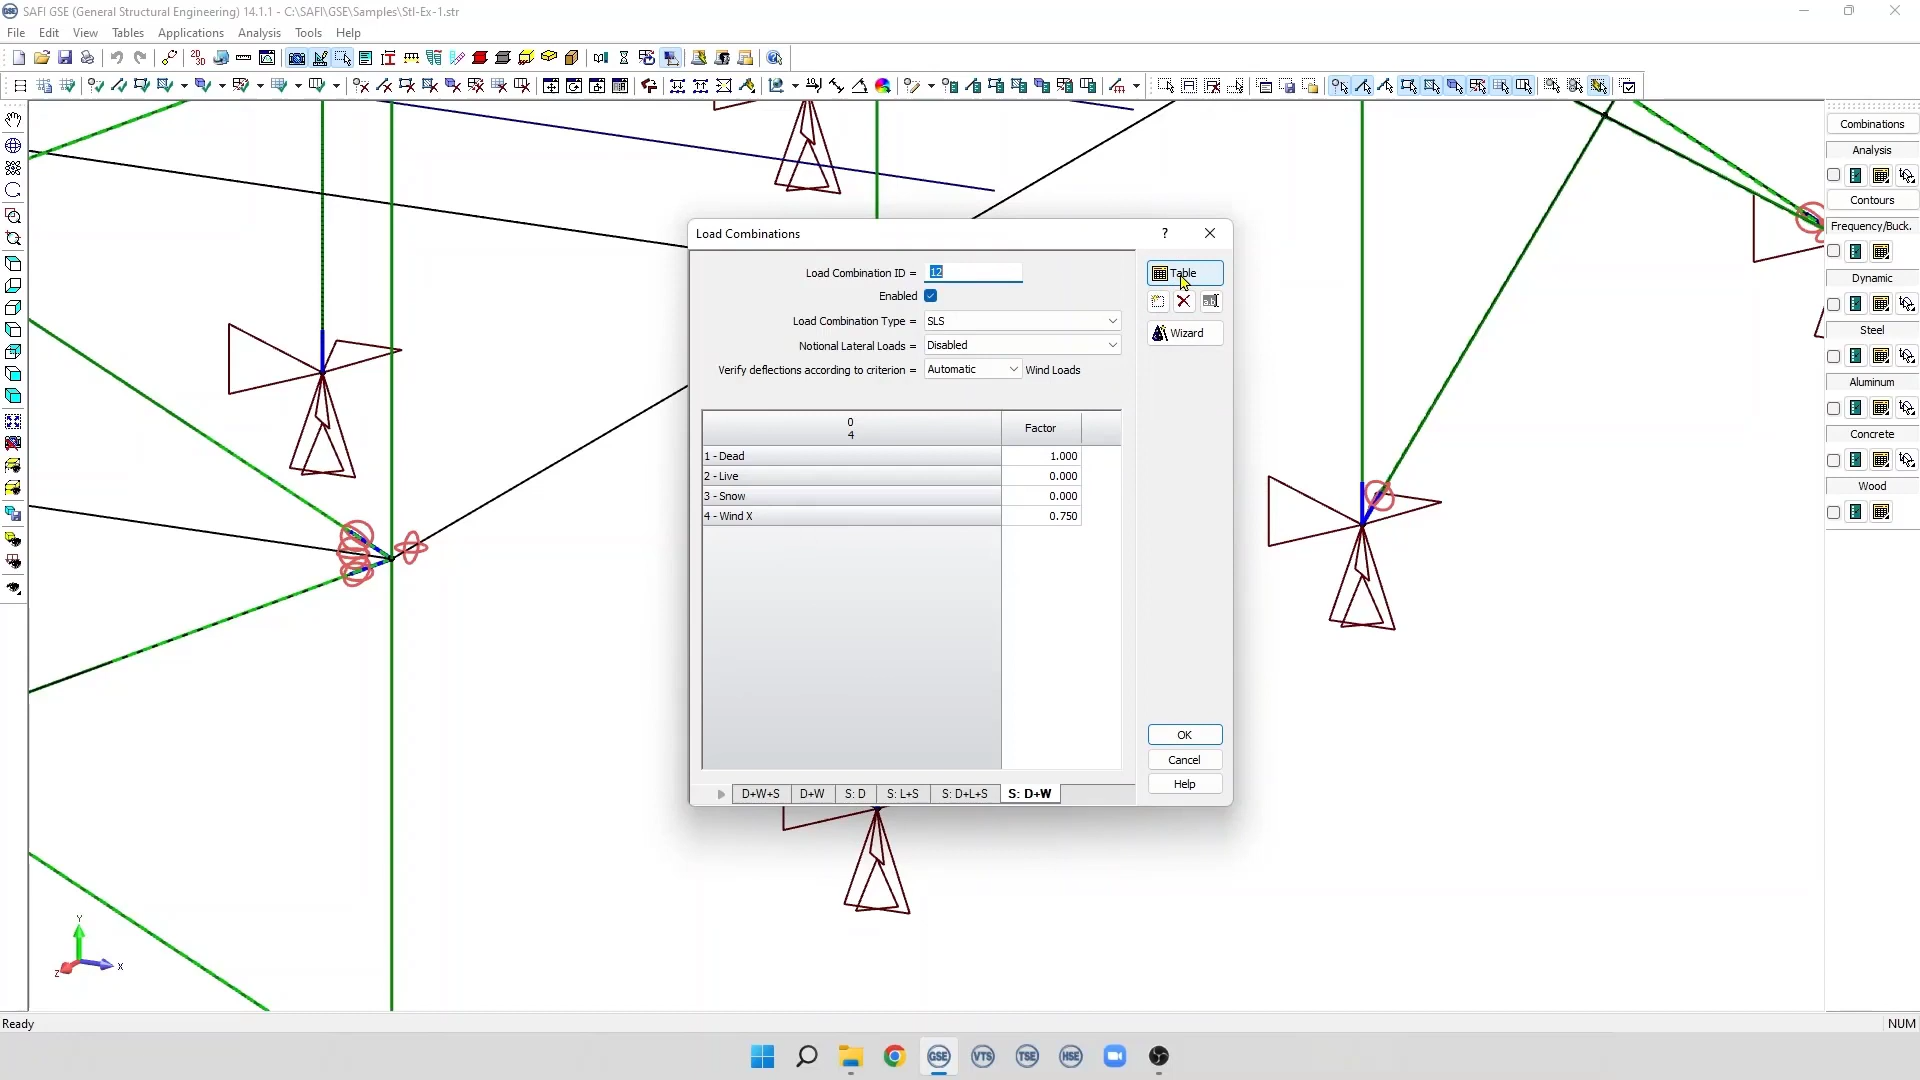 SAFI GSE (General Structural Engineering) 14.1.1 - C:\SAFI\GSE\Samples\Stl-Ex-1.str
File Edit View Tables Applications Analysis Tools Help
Load Combinations
?
Load Combination ID = 12
Enabled
Load Combination Type = SLS
Notional Lateral Loads = Disabled
Verify deflections according to criterion = Automatic Wind Loads
0
4
Factor
1 - Dead 1.000
2 - Live 0.000
3 - Snow 0.000
4 - Wind X 0.750
D+W+S D+W S: D S: L+S S: D+L+S S: D+W
Table
Wizard
OK
Cancel
Help
Combinations
Analysis
Contours
Frequency/Buck.
Dynamic
Steel
Aluminum
Concrete
Wood
Y
X
Z
Ready
NUM
GSE VTS TSE HSE